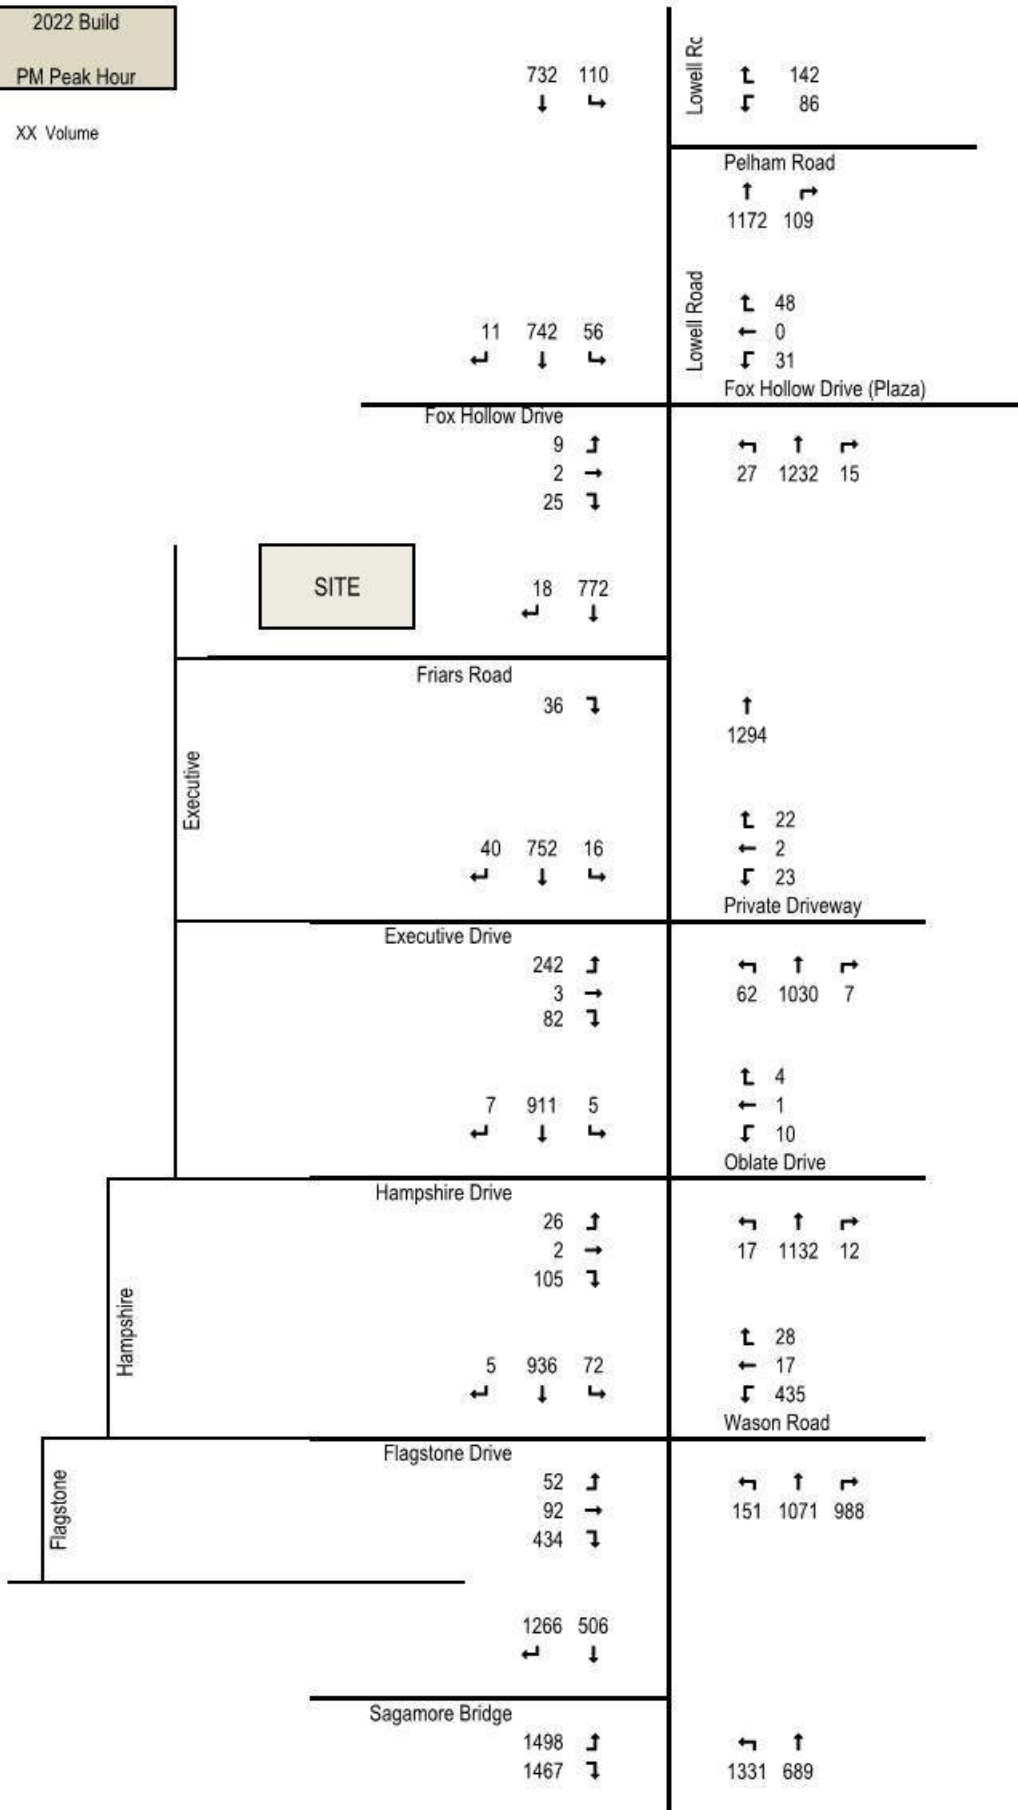 2022 Build
PM Peak Hour
XX Volume
732 110
Lowell Rc
142
86
Pelham Road
1172 109
Lowell Road
48
11 742 56
0
31
Fox Hollow Drive (Plaza)
Fox Hollow Drive
9
2
27 1232 15
25
SITE
18 772
Friars Road
36
1294
Executive
22
40 752 16
2
23
Private Driveway
Executive Drive
242
3
62 1030 7
82
4
7 911 5
1
10
Oblate Drive
Hampshire Drive
26
2
17 1132 12
105
Hampshire
28
5 936 72
17
435
Wason Road
Flagstone Drive
52
92
151 1071 988
434
Flagstone
1266 506
Sagamore Bridge
1498
1467
1331 689